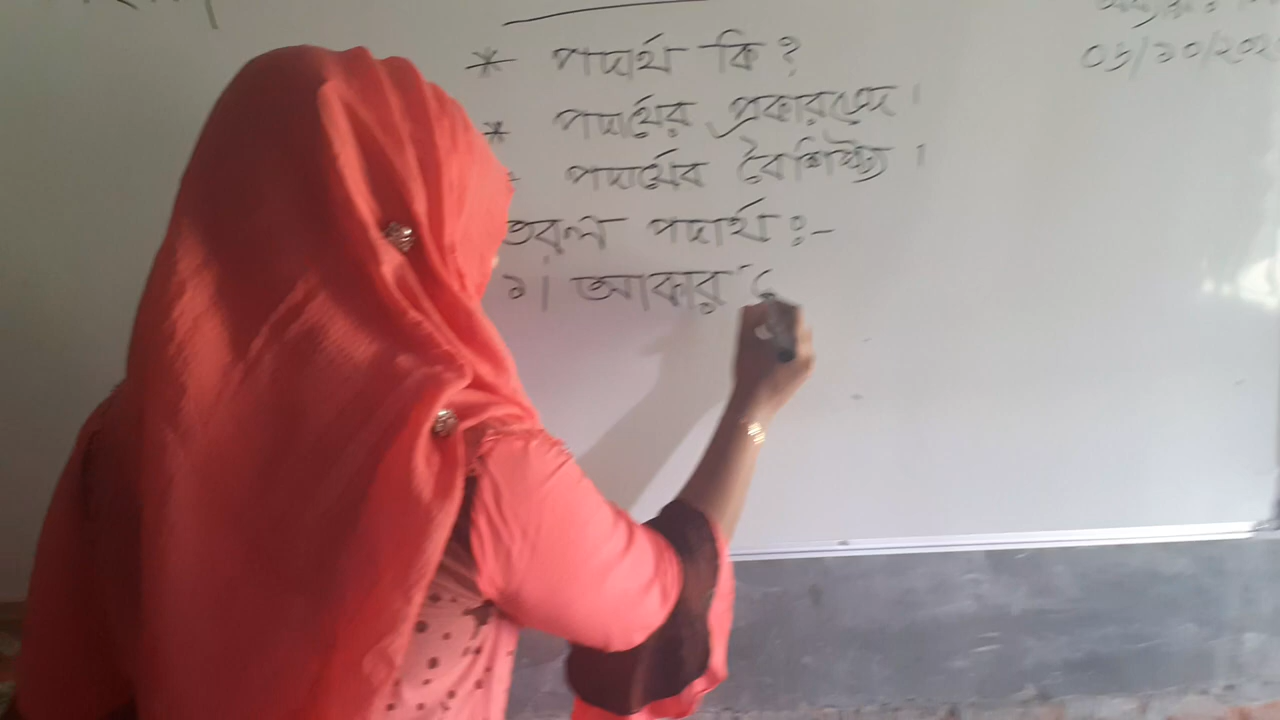 * পদার্থ কি?
* পদার্থের প্রকারভেদ।
পদার্থের বৈশিষ্ট্য।
তরল পদার্থ :-
১। আকার